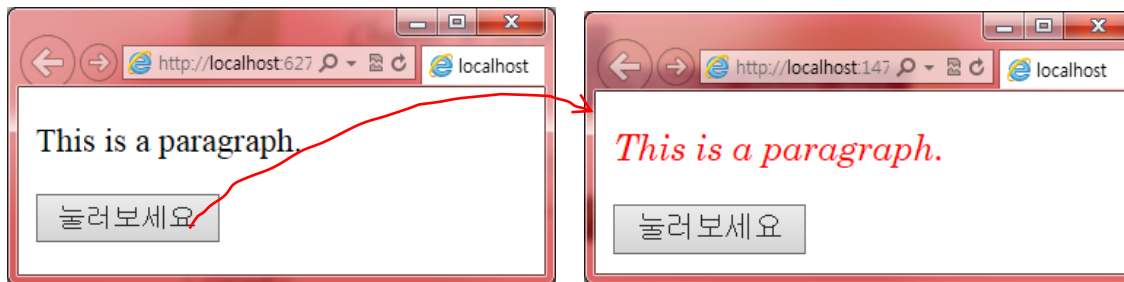 http://localhost:627
localhost
This is a paragraph.
눌러보세요
http://localhost:147
localhost
This is a paragraph.
눌러보세요